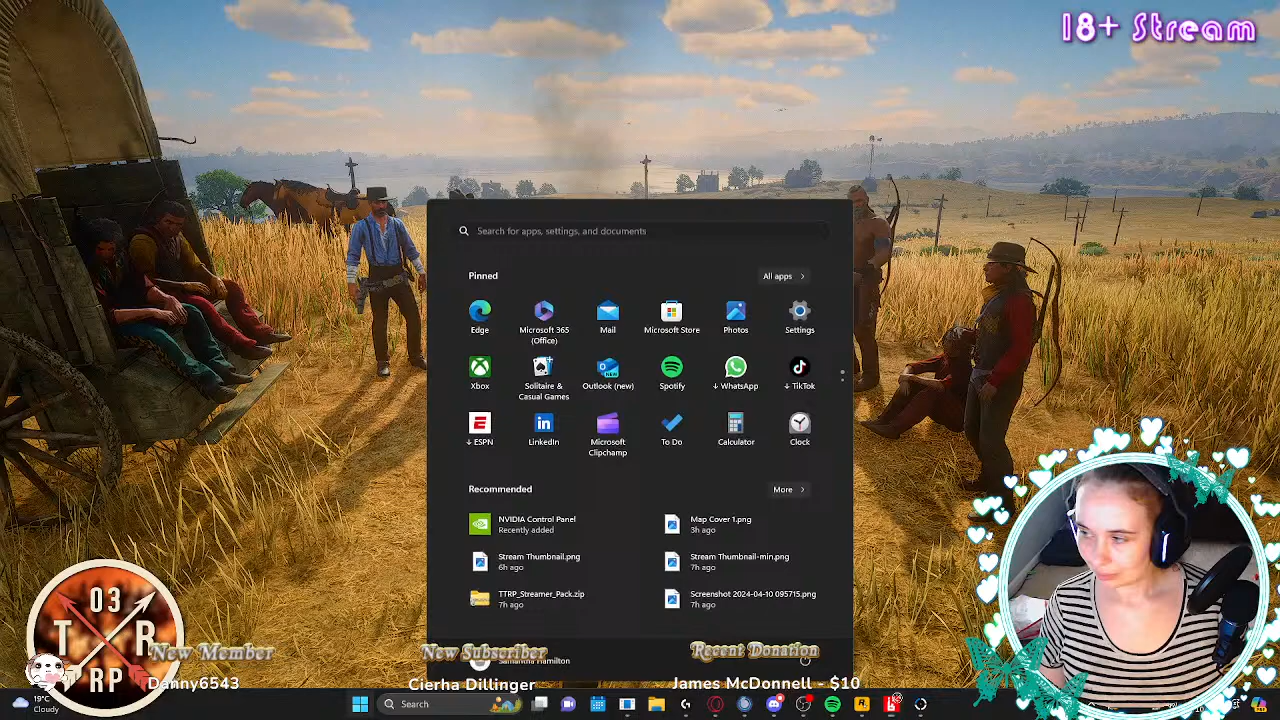 18+ Stream
Search for apps, settings, and documents
Pinned
All apps
Edge
Microsoft 365
(Office)
Mail
Microsoft Store
Photos
Settings
Xbox
Solitaire &
Casual Games
Outlook (new)
Spotify
WhatsApp
TikTok
ESPN
LinkedIn
Microsoft
Clipchamp
To Do
Calculator
Clock
Recommended
More
NVIDIA Control Panel
Recently added
Map Cover 1.png
3h ago
Stream Thumbnail.png
6h ago
Stream Thumbnail-min.png
7h ago
TTRP_Streamer_Pack.zip
7h ago
Screenshot 2024-04-10 095715.png
7h ago
03
T R
RP
New Member
Danny6543
New Subscriber
Samantha Hamilton
Cierha Dillinger
Recent Donation
James McDonnell - $10
19°C
Cloudy
Search